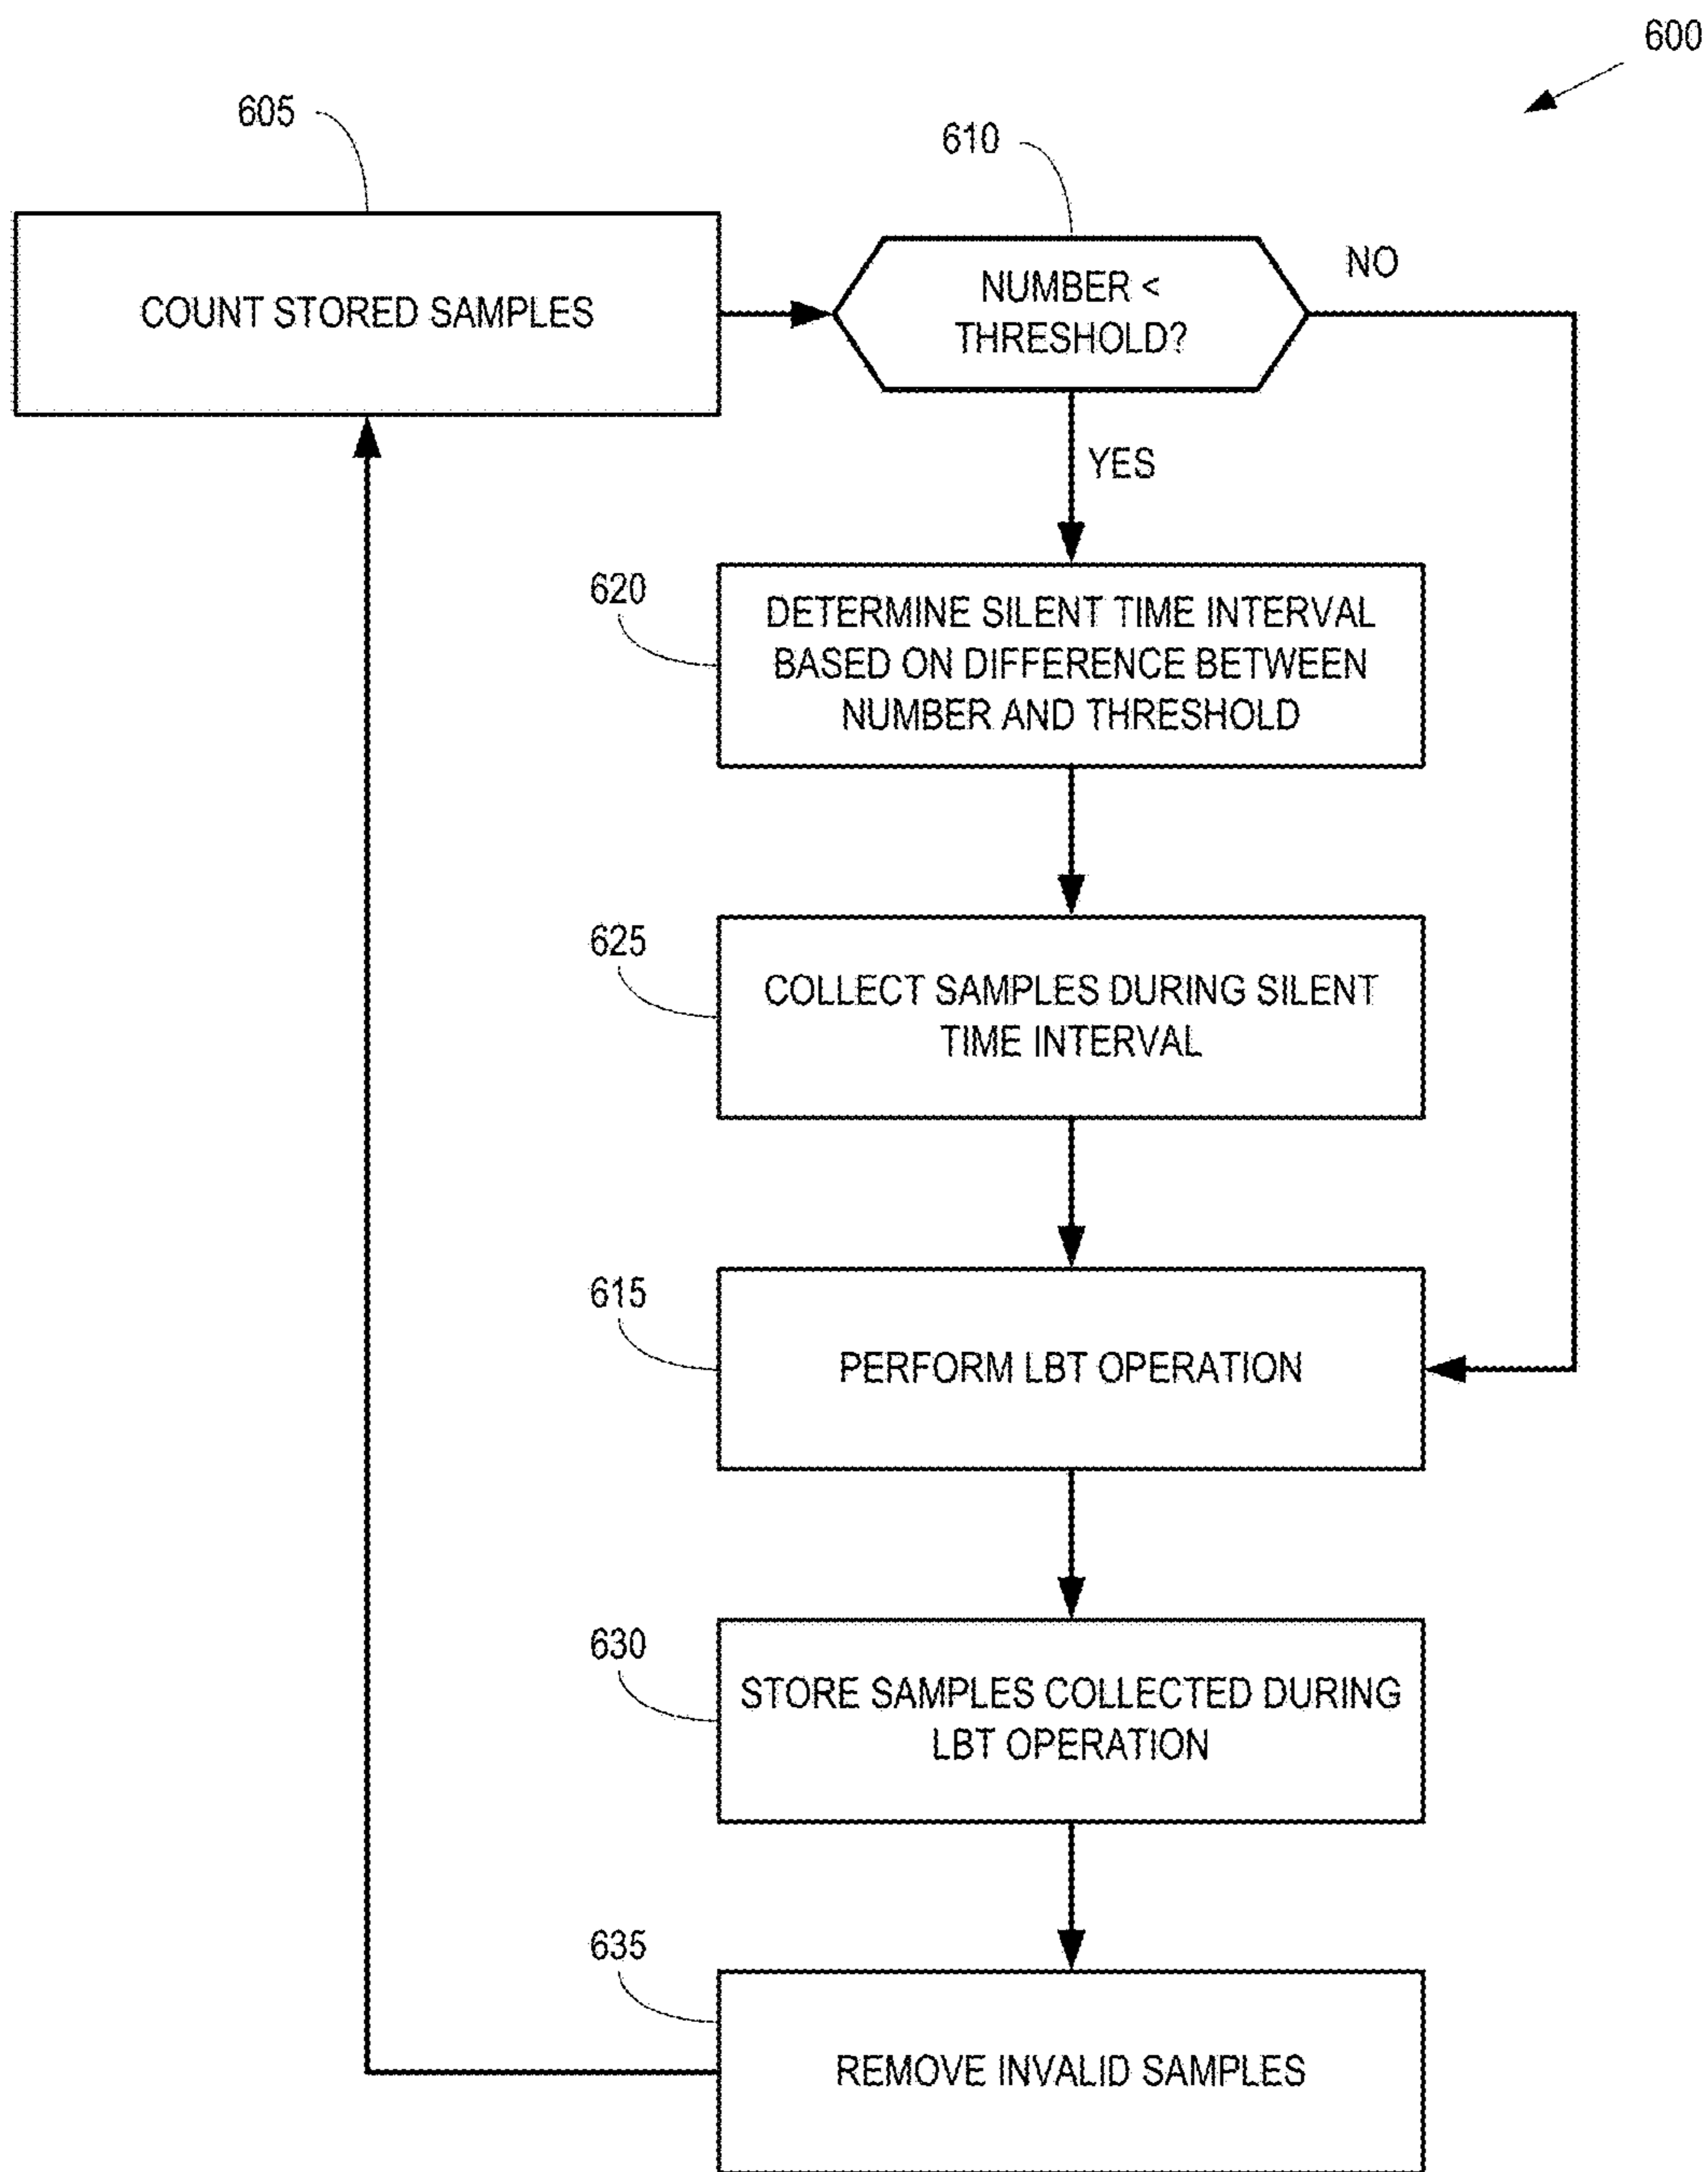 600
605
610
COUNT STORED SAMPLES
NUMBER <
THRESHOLD?
NO
YES
620
DETERMINE SILENT TIME INTERVAL
BASED ON DIFFERENCE BETWEEN
NUMBER AND THRESHOLD
625
COLLECT SAMPLES DURING SILENT
TIME INTERVAL
615
PERFORM LBT OPERATION
630
STORE SAMPLES COLLECTED DURING
LBT OPERATION
635
REMOVE INVALID SAMPLES